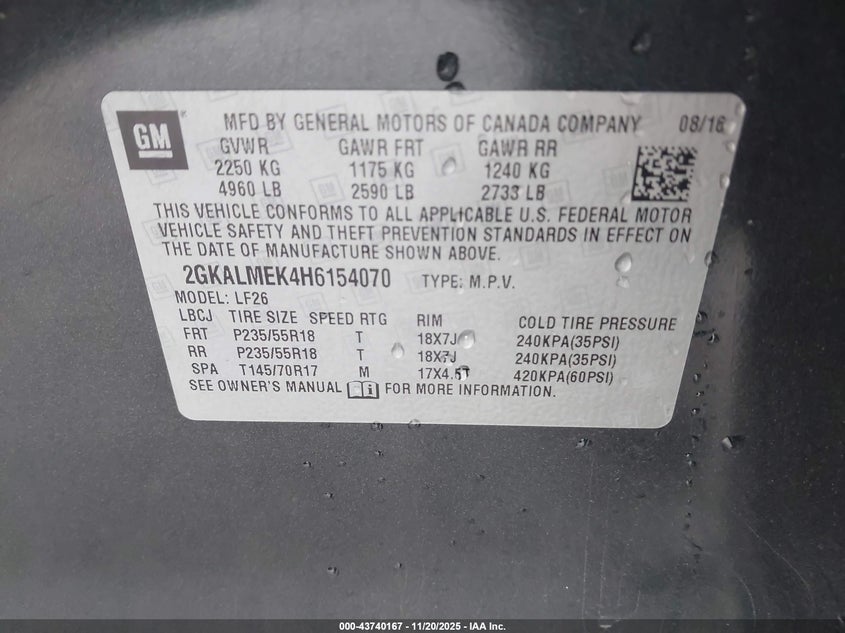 GM MFD BY GENERAL MOTORS OF CANADA COMPANY 08/16
GVWR GAWR FRT GAWR RR
2250 KG 1175 KG 1240 KG
4960 LB 2590 LB 2733 LB
THIS VEHICLE CONFORMS TO ALL APPLICABLE U.S. FEDERAL MOTOR
VEHICLE SAFETY AND THEFT PREVENTION STANDARDS IN EFFECT ON
THE DATE OF MANUFACTURE SHOWN ABOVE.
2GKALMEK4H6154070 TYPE: M.P.V.
MODEL: LF26
LBCJ TIRE SIZE SPEED RTG RIM COLD TIRE PRESSURE
FRT P235/55R18 T 18X7J 240KPA(35PSI)
RR P235/55R18 T 18X7J 240KPA(35PSI)
SPA T145/70R17 M 17X4.5T 420KPA(60PSI)
SEE OWNER'S MANUAL FOR MORE INFORMATION.
000-43740167 - 11/20/2025 - IAA Inc.